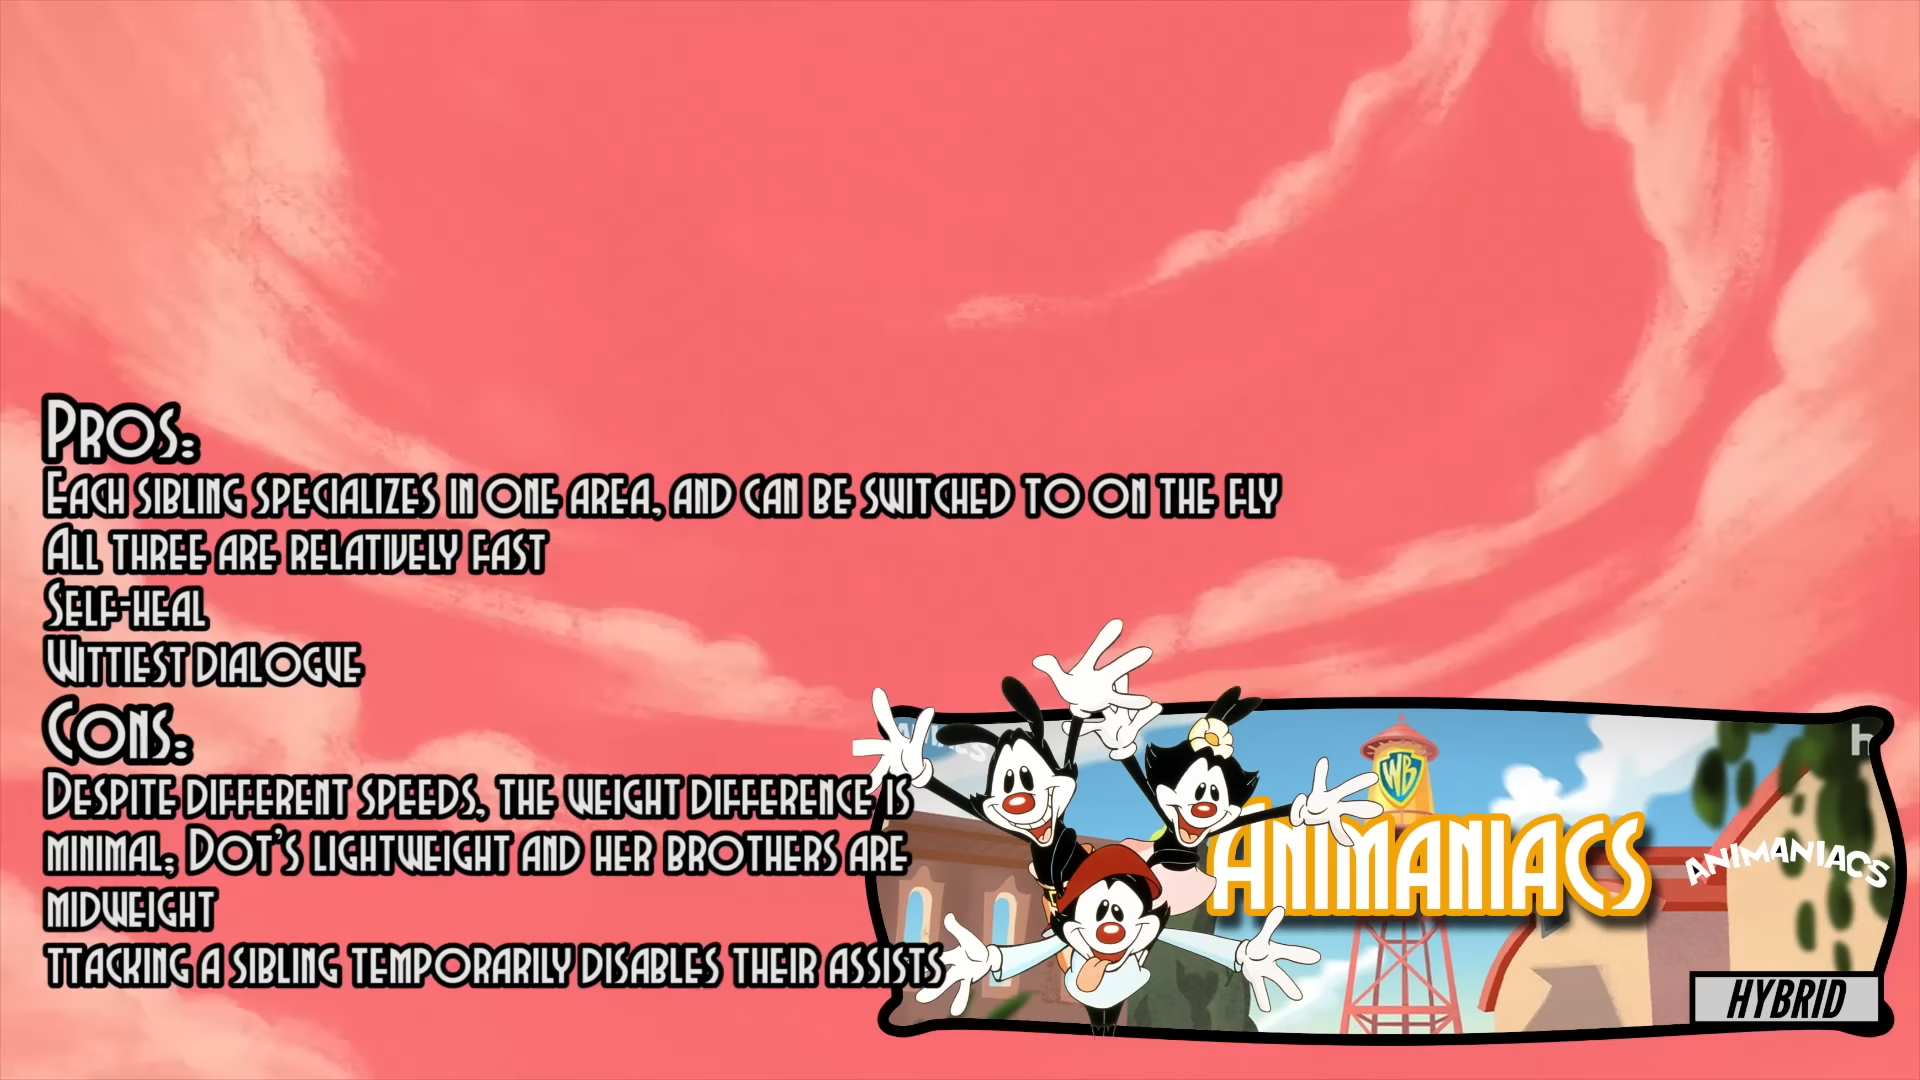 Pros:
Each sibling specializes in one area, and can be switched to on the fly
All three are relatively fast
Self-heal
Wittiest dialogue
Cons:
Despite different speeds, the weight difference is
minimal; Dot's lightweight and her brothers are
midweight
ttacking a sibling temporarily disables their assists
WB
ANIMANIACS
ANIMANIACS
h
HYBRID